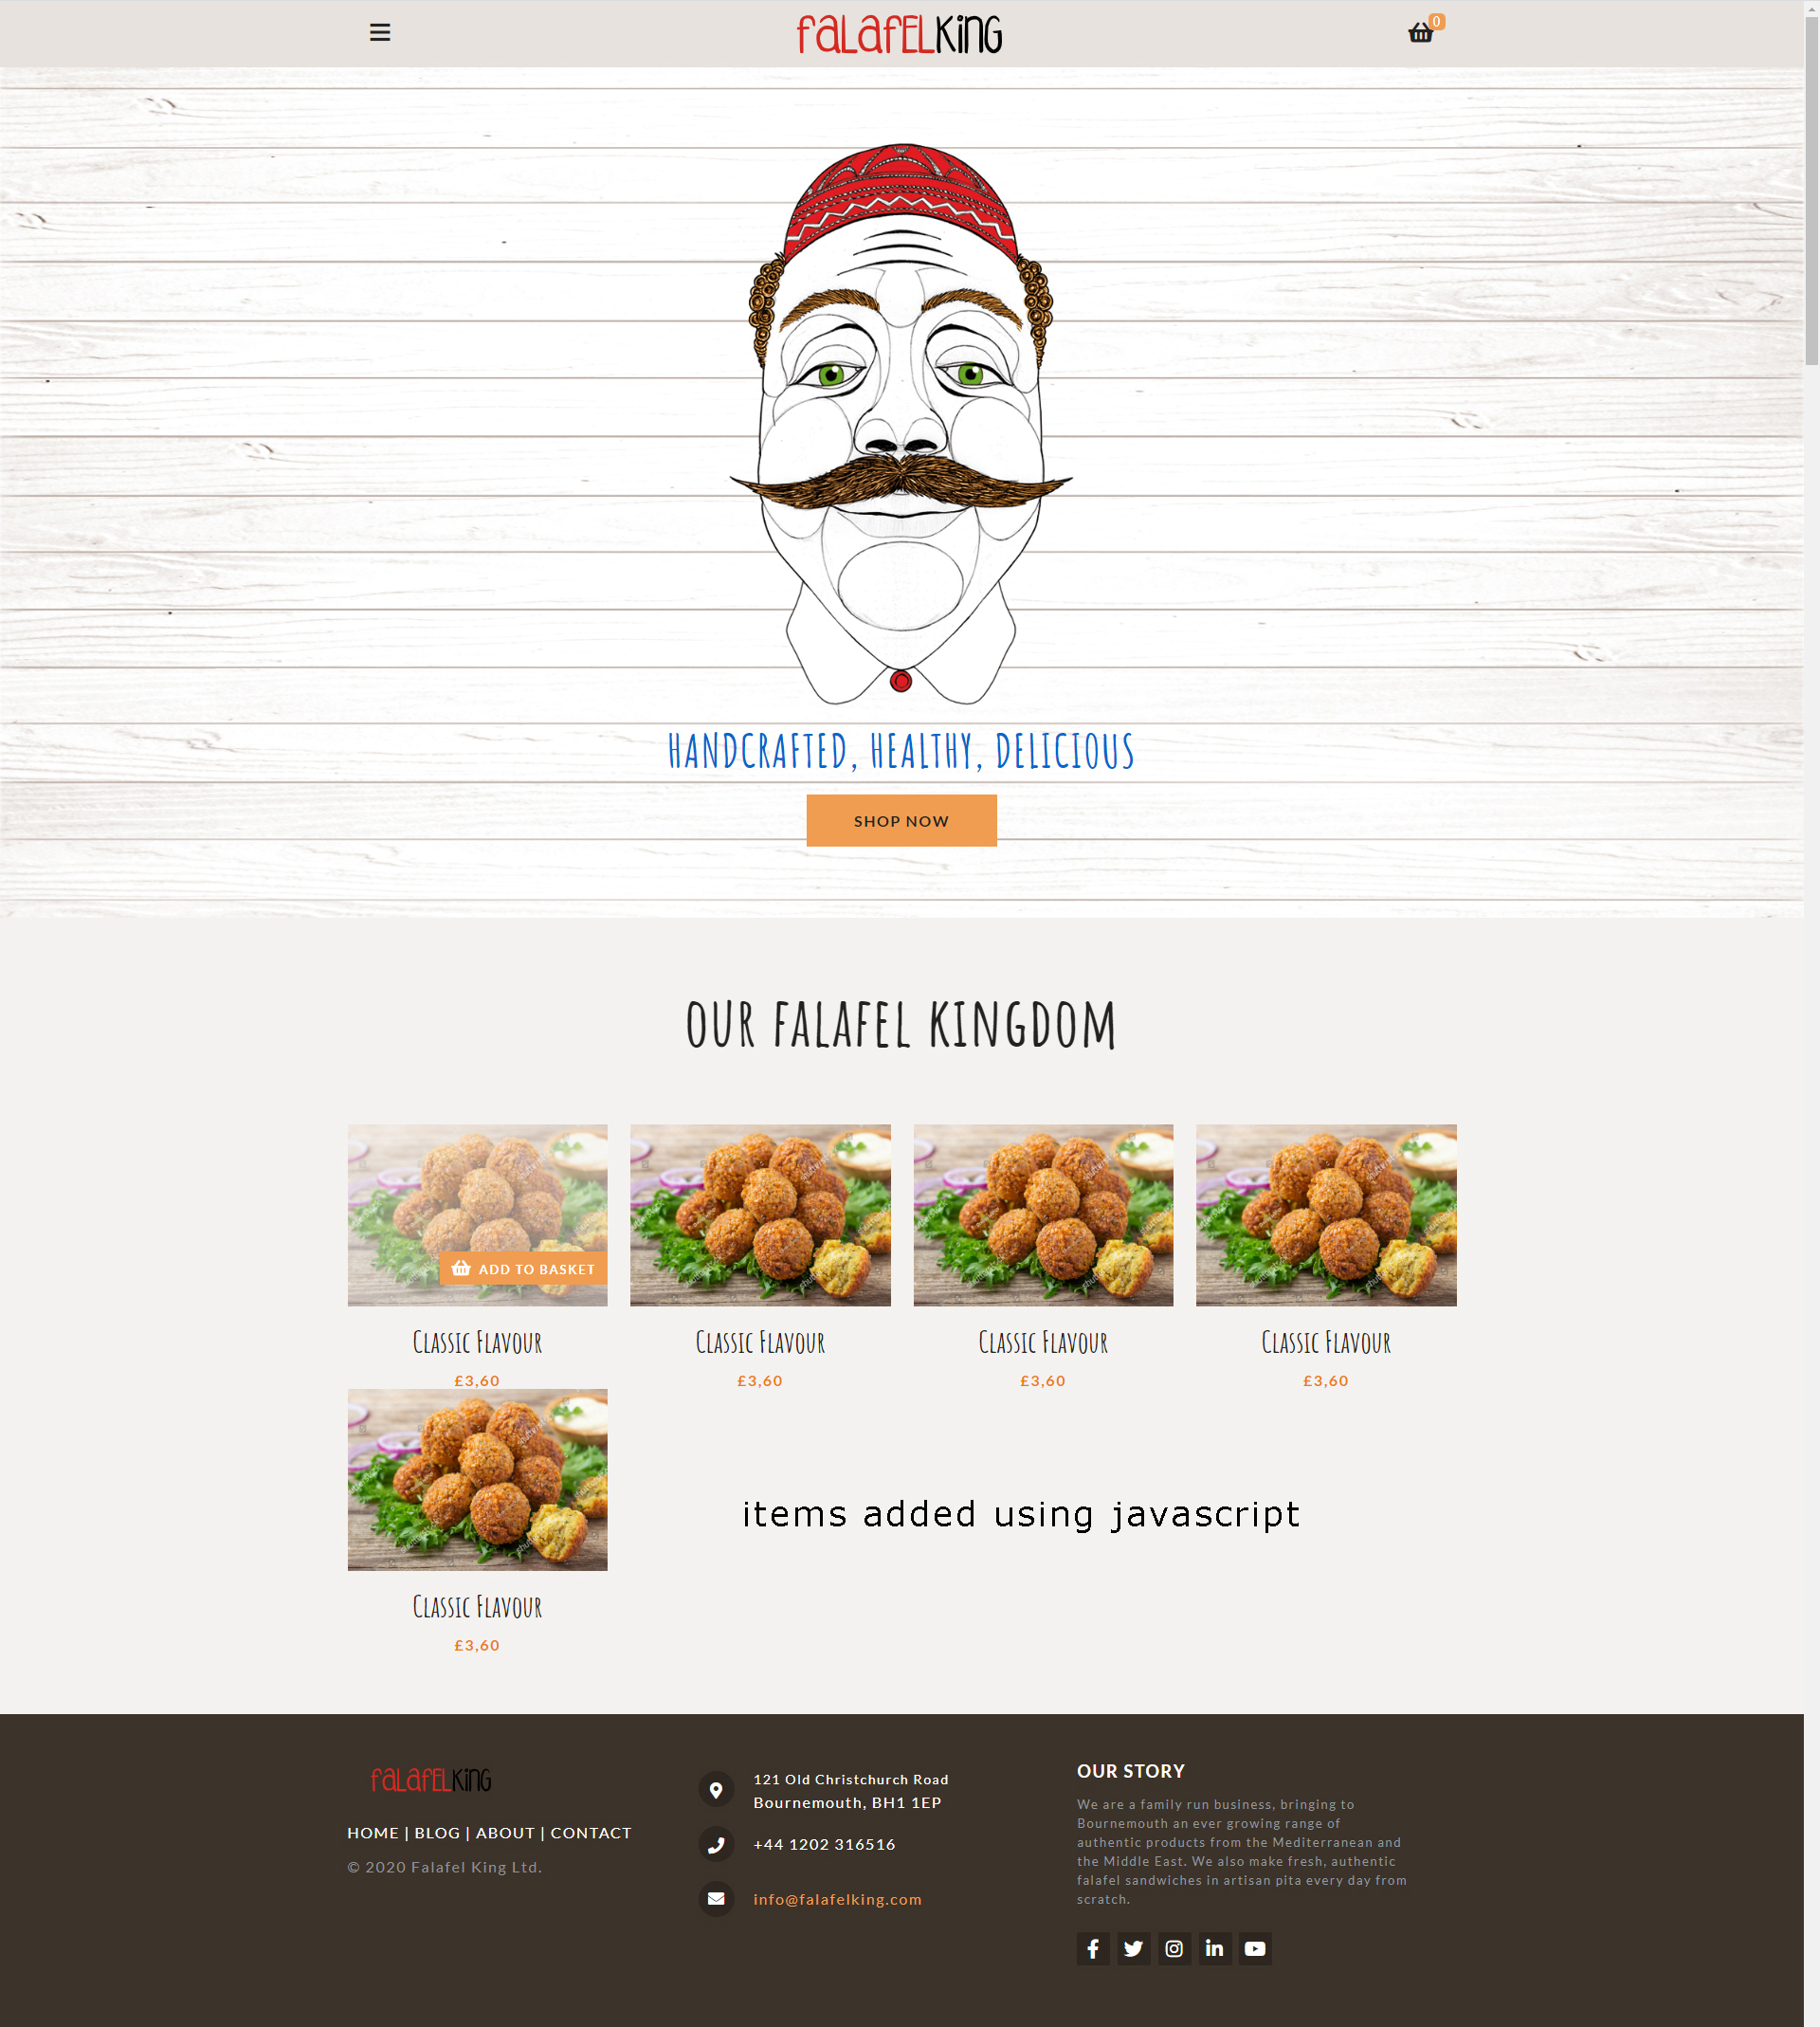 falafelking
0
HANDCRAFTED, HEALTHY, DELICIOUS
SHOP NOW
OUR FALAFEL KINGDOM
ADD TO BASKET
Classic Flavour
£3,60
Classic Flavour
£3,60
Classic Flavour
£3,60
Classic Flavour
£3,60
Classic Flavour
£3,60
items added using javascript
falafelking
HOME | BLOG | ABOUT | CONTACT
© 2020 Falafel King Ltd.
121 Old Christchurch Road
Bournemouth, BH1 1EP
+44 1202 316516
info@falafelking.com
OUR STORY
We are a family run business, bringing to
Bournemouth an ever growing range of
authentic products from the Mediterranean and
the Middle East. We also make fresh, authentic
falafel sandwiches in artisan pita every day from
scratch.